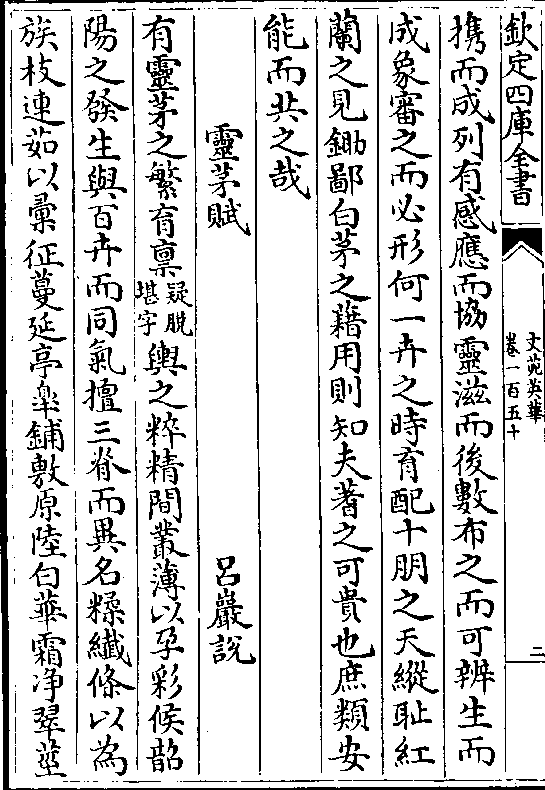 欽定四庫全書
文苑英華
卷一百五十
二
携而成列有感應而協靈滋而後數布之而可辨生而
成象審之而必形何一卉之時育配十朋之天縱耻紅
蘭之見鋤鄙白茅之藉用則知夫蓍之可貴也庶類安
能而共之哉
靈茅賦
吕巖説
有靈茅之繁育禀疑脱堪字輿之粹精間叢薄以孕彩候韶
陽之發生與百卉而同氣擅三脊而異名糅纖條以為
族枝連茹以彙征蔓延亭臯鋪敷原陸白華霜净翠莖